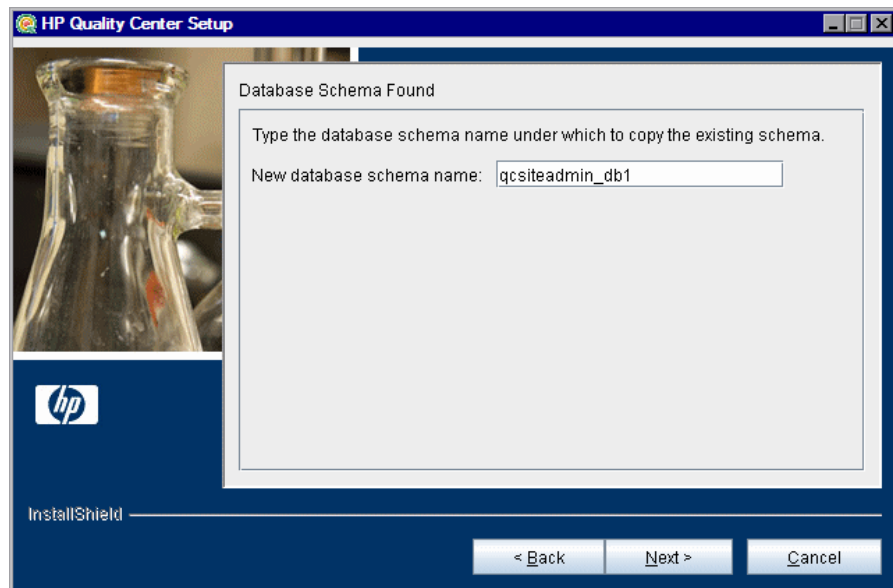 HP Quality Center Setup
Database Schema Found
Type the database schema name under which to copy the existing schema.
New database schema name: qcsiteadmin_db1
hp
InstallShield
< Back Next > Cancel